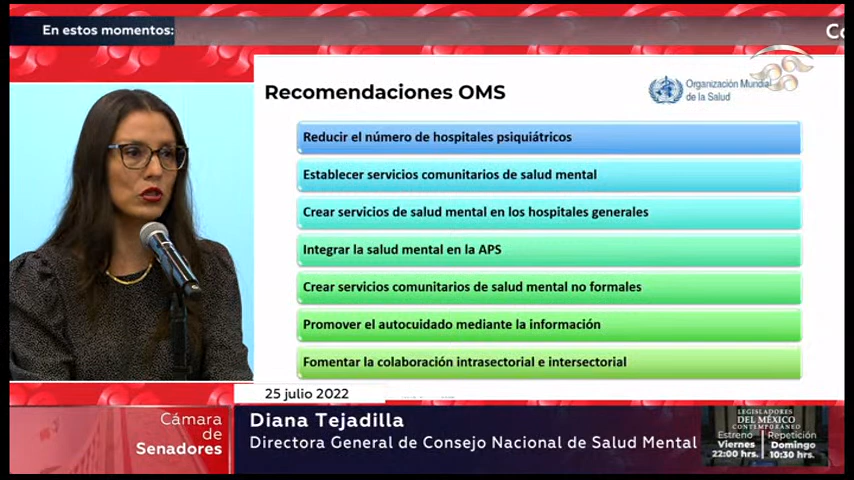 En estos momentos:
Co
Recomendaciones OMS
Organización Mundial
de la Salud
Reducir el número de hospitales psiquiátricos
Establecer servicios comunitarios de salud mental
Crear servicios de salud mental en los hospitales generales
Integrar la salud mental en la APS
Crear servicios comunitarios de salud mental no formales
Promover el autocuidado mediante la información
Fomentar la colaboración intrasectorial e intersectorial
25 julio 2022
Cámara
de
Senadores
Diana Tejadilla
Directora General de Consejo Nacional de Salud Mental
LEGISLADORES
DEL MÉXICO
CONTEMPORÁNEO
Estreno
Viernes
22:00 hrs.
Repetición
Domingo
10:30 hrs.